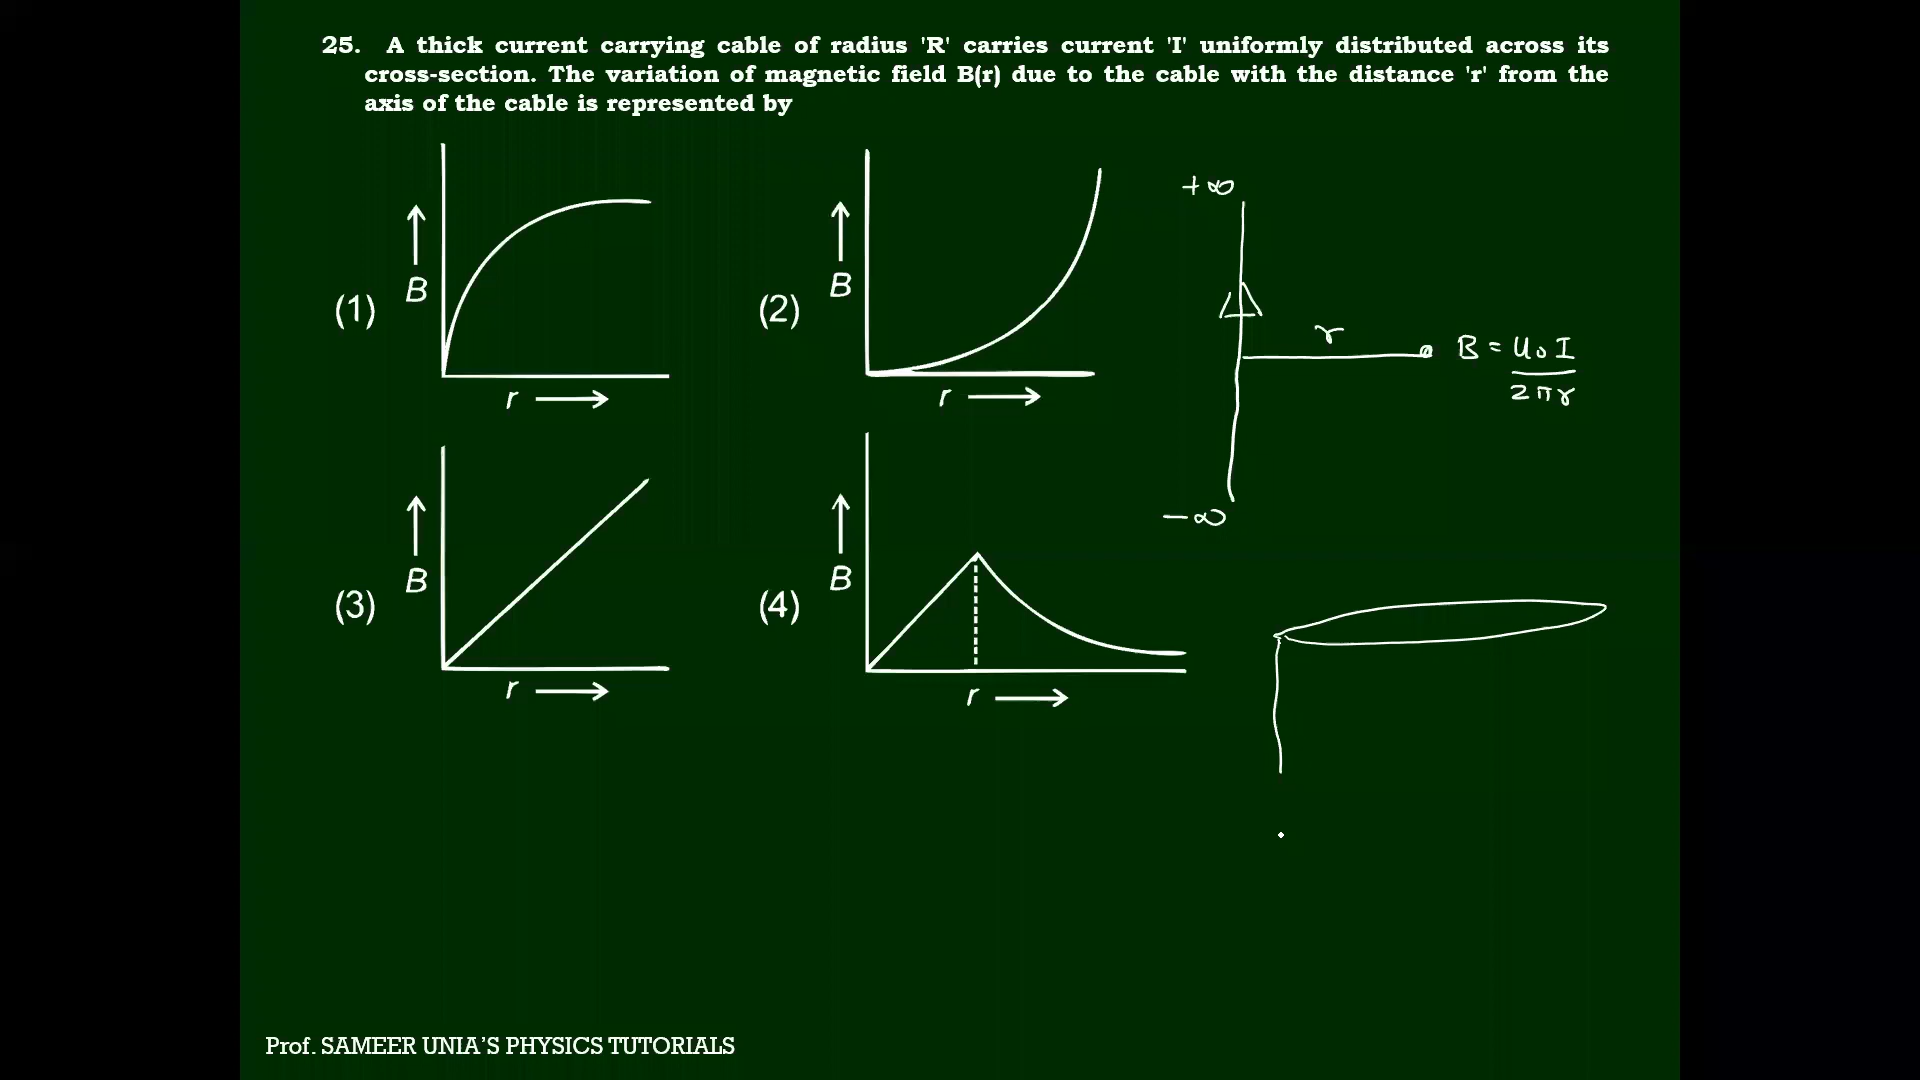 25. A thick current carrying cable of radius 'R' carries current 'I' uniformly distributed across its
cross-section. The variation of magnetic field B(r) due to the cable with the distance 'r' from the
axis of the cable is represented by
(1)
B
r
(2)
B
r
+∞
r
B = μ₀I
2πr
-∞
(3)
B
r
(4)
B
r
Prof. SAMEER UNIA'S PHYSICS TUTORIALS